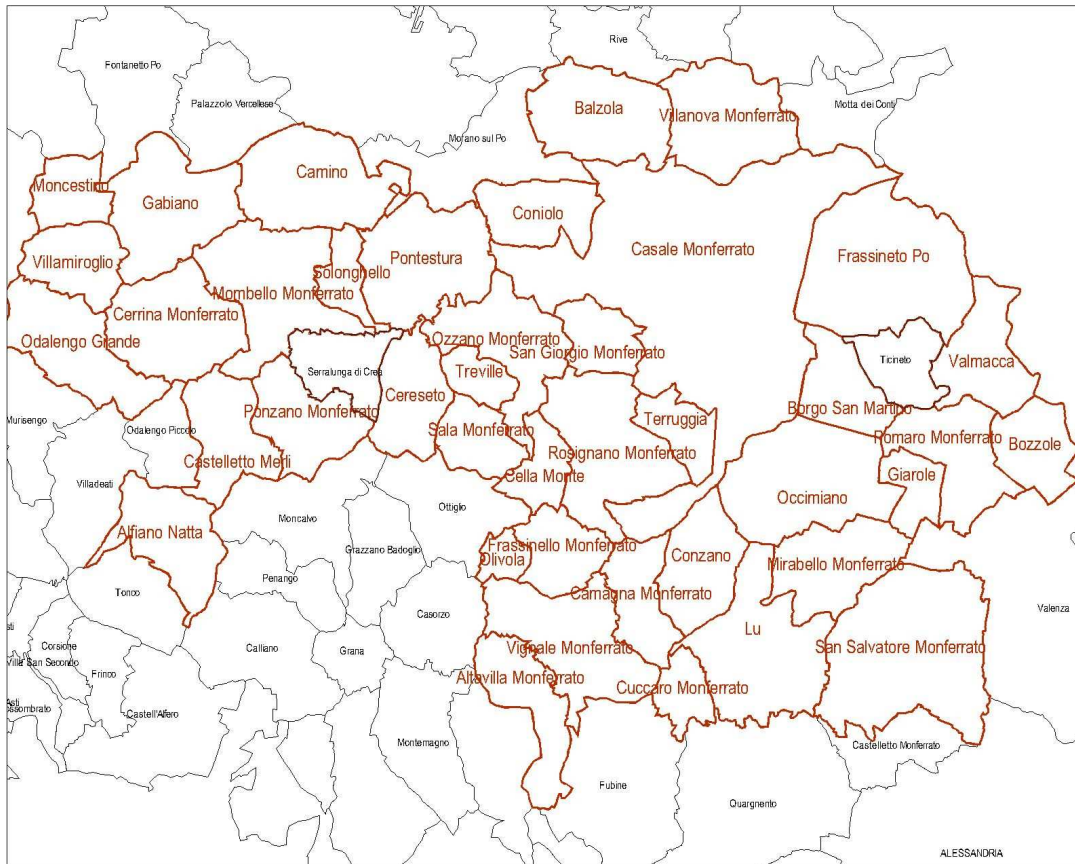 Rive
Fontanetto Po
Palazzolo Vercellese
Balzola
Villanova Monferrato
Motta dei Conti
Morano sul Po
Camino
Moncestino
Gabiano
Coniolo
Casale Monferrato
Villamiroglio
Solonghello
Pontestura
Frassineto Po
Mombello Monferrato
Cerrina Monferrato
Odalengo Grande
Ozzano Monferrato
San Giorgio Monferrato
Ticineto
Valmacca
Serralunga di Crea
Treville
Cereseto
Ponzano Monferrato
Borgo San Martino
Murisengo
Odalengo Piccolo
Sala Monferrato
Terruggia
Pomaro Monferrato
Bozzole
Castelletto Merli
Rosignano Monferrato
Cella Monte
Giarole
Villadeati
Occimiano
Ottiglio
Moncalvo
Alfiano Natta
Grazzano Badoglio
Frassinello Monferrato
Olivola
Conzano
Mirabello Monferrato
Penango
Tonco
Camagna Monferrato
Casorzo
Valenza
sti
Lu
Corsione
Calliano
Grana
Vignale Monferrato
San Salvatore Monferrato
Villa San Secondo
Frinco
Altavilla Monferrato
Cuccaro Monferrato
Asti
ossombrato
Castell'Alfero
Montemagno
Castelletto Monferrato
Fubine
Quargnento
ALESSANDRIA